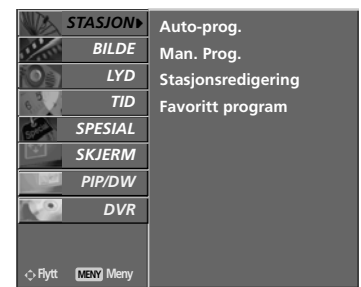 STASJON
BILDE
LYD
TID
SPESIAL
SKJERM
PIP/DW
DVR
Flytt MENY Meny
Auto-prog.
Man. Prog.
Stasjonsredigering
Favoritt program